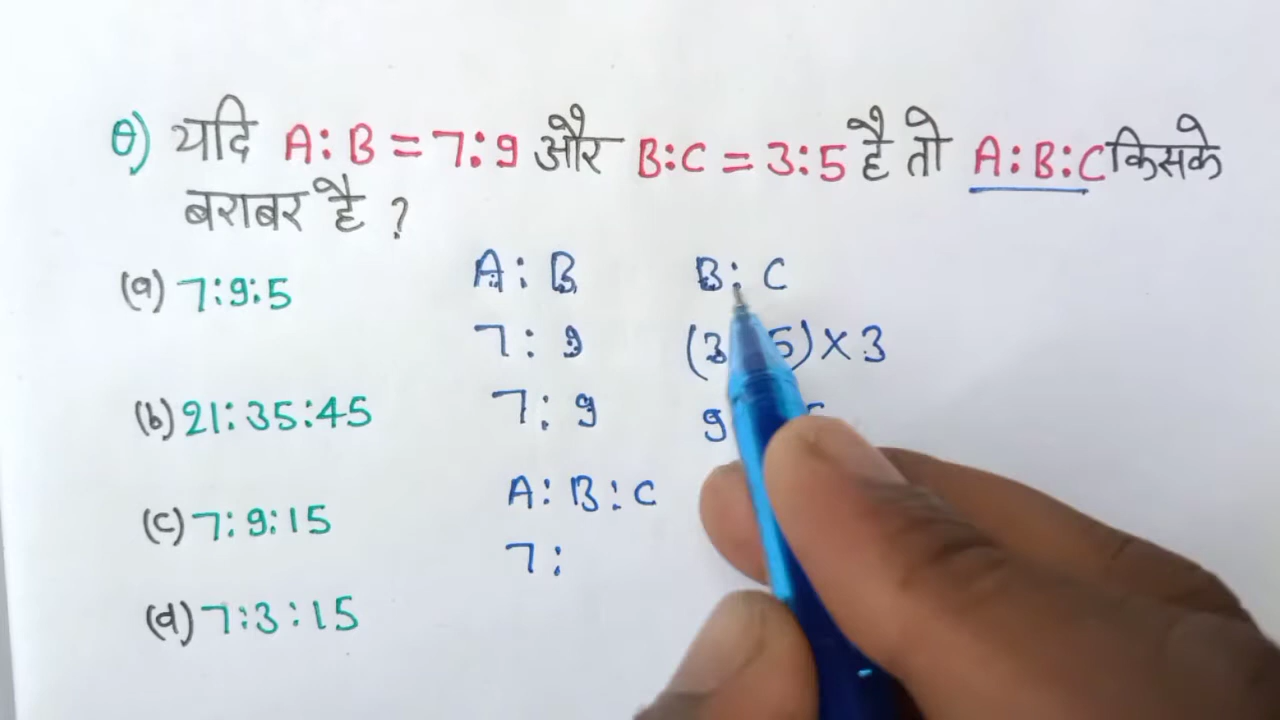 θ) यदि A:B = 7:9 और B:C = 3:5 है तो A:B:C किसके
बराबर है ?
(a) 7:9:5
(b) 21:35:45
(c) 7:9:15
(d) 7:3:15
A : B
7 : 9
7 : 9
B : C
(3 5) × 3
9
A : B : C
7 :